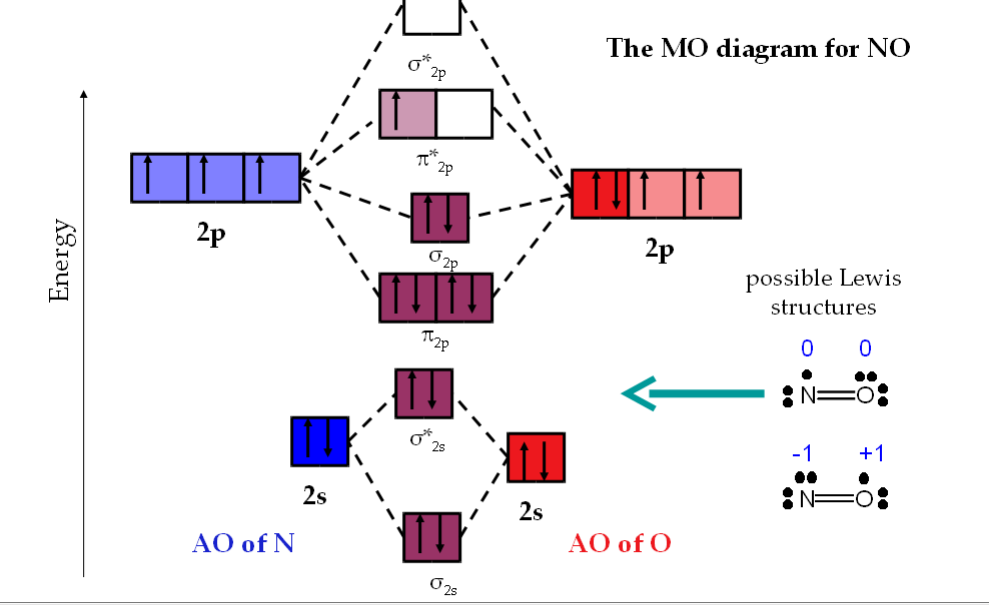 The MO diagram for NO
σ*2p
π*2p
2p
σ2p
2p
Energy
π2p
possible Lewis
structures
0 0
N O
σ*2s
-1 +1
2s
N O
2s
AO of N
AO of O
σ2s